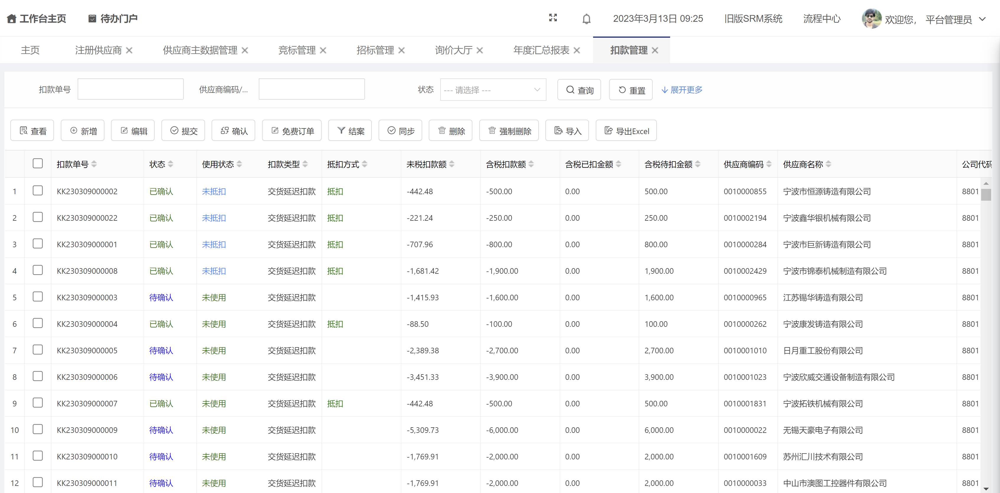 工作台主页 待办门户 2023年3月13日 09:25 旧版SRM系统 流程中心 欢迎您, 平台管理员
主页 注册供应商 供应商主数据管理 竞标管理 招标管理 询价大厅 年度汇总报表 扣款管理
扣款单号 供应商编码/... 状态 --- 请选择 --- 查询 重置 展开更多
查看 新增 编辑 提交 确认 免费订单 结案 同步 删除 强制删除 导入 导出Excel
扣款单号 状态 使用状态 扣款类型 抵扣方式 未税扣款额 含税扣款额 含税已扣金额 含税待扣金额 供应商编码 供应商名称 公司代码
1 KK230309000002 已确认 未抵扣 交货延迟扣款 抵扣 -442.48 -500.00 0.00 500.00 0010000855 宁波市恒源铸造有限公司 8801
2 KK230309000022 已确认 未抵扣 交货延迟扣款 抵扣 -221.24 -250.00 0.00 250.00 0010002194 宁波鑫华银机械有限公司 8801
3 KK230309000001 已确认 未抵扣 交货延迟扣款 抵扣 -707.96 -800.00 0.00 800.00 0010000284 宁波市巨新铸造有限公司 8801
4 KK230309000008 已确认 未抵扣 交货延迟扣款 抵扣 -1,681.42 -1,900.00 0.00 1,900.00 0010002429 宁波市锦泰机械制造有限公司 8801
5 KK230309000003 待确认 未使用 交货延迟扣款 -1,415.93 -1,600.00 0.00 1,600.00 0010000965 江苏锡华铸造有限公司 8801
6 KK230309000004 已确认 未使用 交货延迟扣款 抵扣 -88.50 -100.00 0.00 100.00 0010000262 宁波康发铸造有限公司 8801
7 KK230309000005 待确认 未使用 交货延迟扣款 -2,389.38 -2,700.00 0.00 2,700.00 0010001010 日月重工股份有限公司 8801
8 KK230309000006 待确认 未使用 交货延迟扣款 -3,451.33 -3,900.00 0.00 3,900.00 0010001023 宁波欣威交通设备制造有限公司 8801
9 KK230309000007 已确认 未使用 交货延迟扣款 抵扣 -442.48 -500.00 0.00 500.00 0010001831 宁波拓铁机械有限公司 8801
10 KK230309000009 待确认 未使用 交货延迟扣款 -5,309.73 -6,000.00 0.00 6,000.00 0010000022 无锡天豪电子有限公司 8801
11 KK230309000010 待确认 未使用 交货延迟扣款 -1,769.91 -2,000.00 0.00 2,000.00 0010001609 苏州汇川技术有限公司 8801
12 KK230309000011 待确认 未使用 交货延迟扣款 -1,769.91 -2,000.00 0.00 2,000.00 0010000033 中山市澳图工控器件有限公司 8801